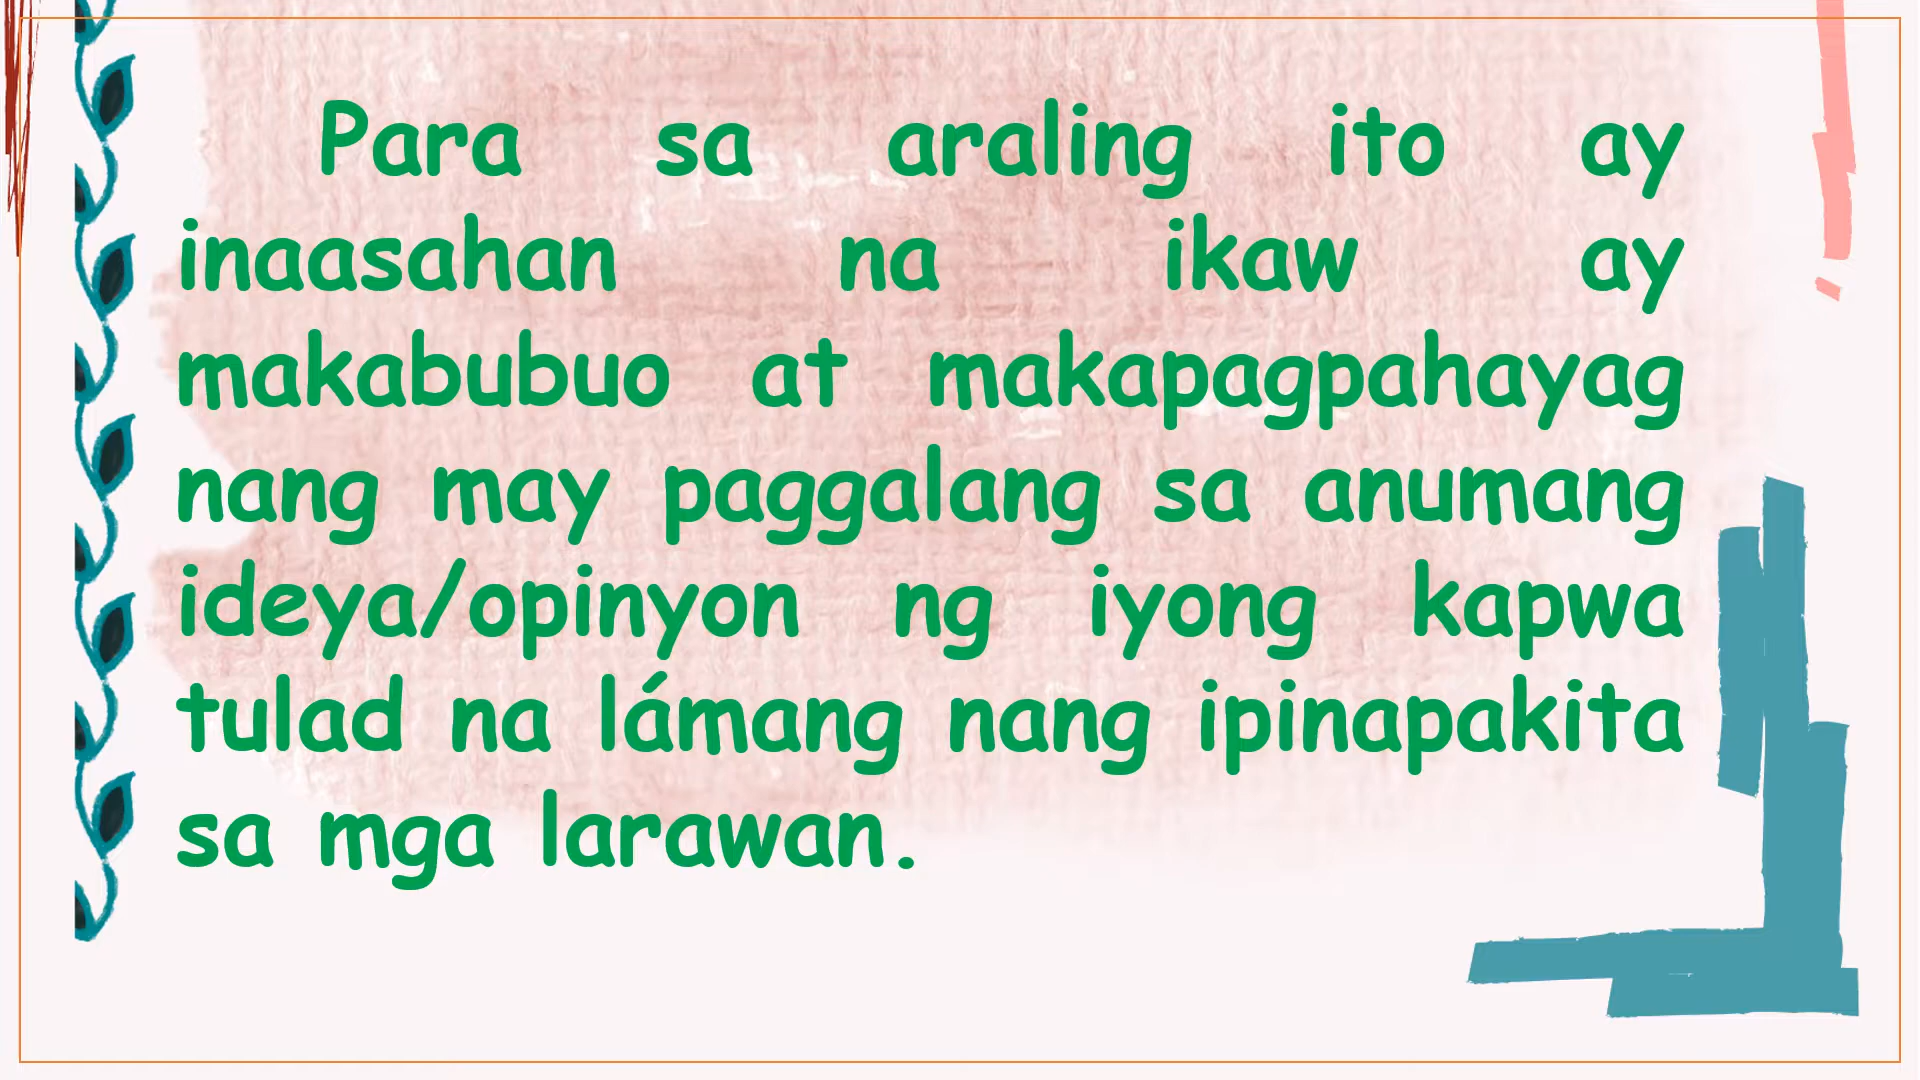 Para sa araling ito ay
inaasahan na ikaw ay
makabubuo at makapagpahayag
nang may paggalang sa anumang
ideya/opinyon ng iyong kapwa
tulad na lámang nang ipinapakita
sa mga larawan.